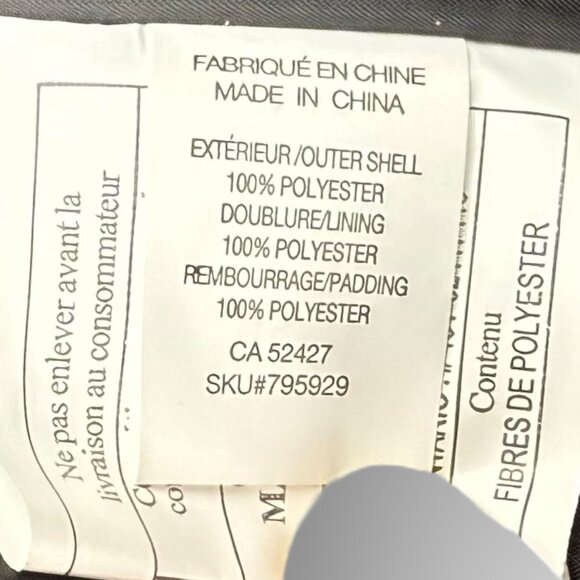 FABRIQUÉ EN CHINE
MADE IN CHINA
EXTÉRIEUR/OUTER SHELL
100% POLYESTER
DOUBLURE/LINING
100% POLYESTER
REMBOURRAGE/PADDING
100% POLYESTER
CA 52427
SKU#795929
Ne pas enlever avant la
livraison au consommateur
Contenu
FIBRES DE POLYESTER